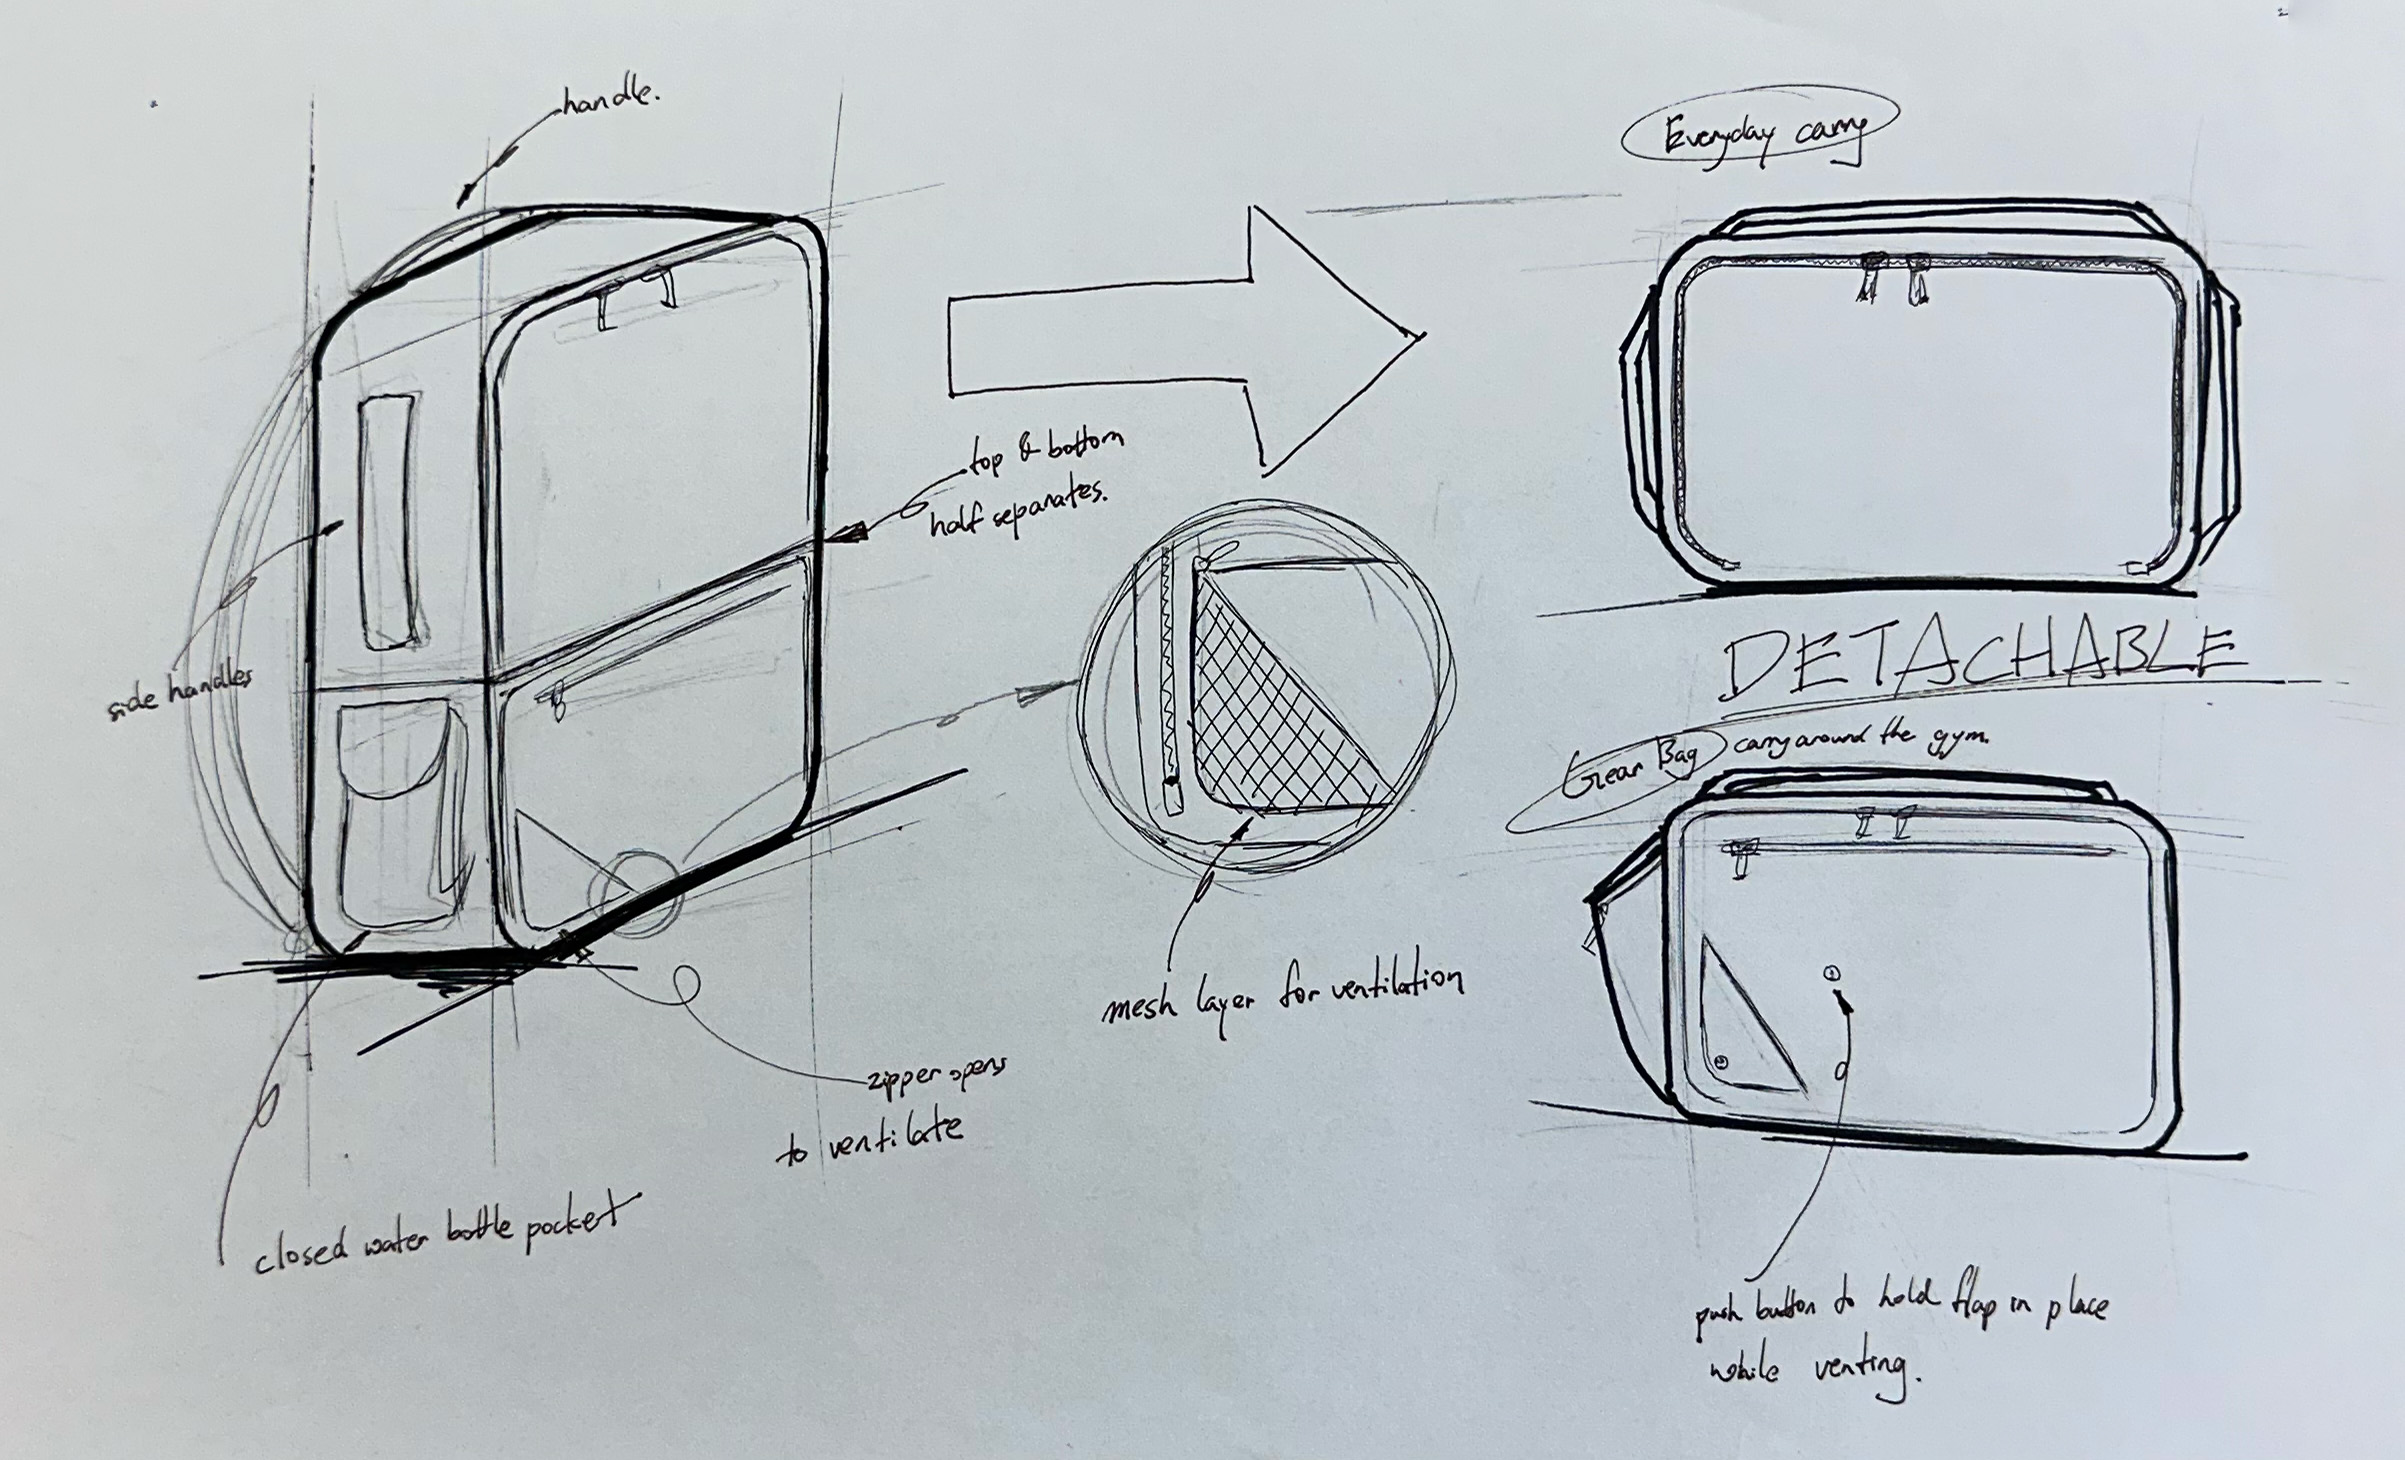 handle.
side handles
top & bottom
half separates.
mesh layer for ventilation
zipper opens
to ventilate
closed water bottle pocket
Everyday carry
DETACHABLE
Gear Bag carry around the gym.
push button to hold flap in place
while venting.